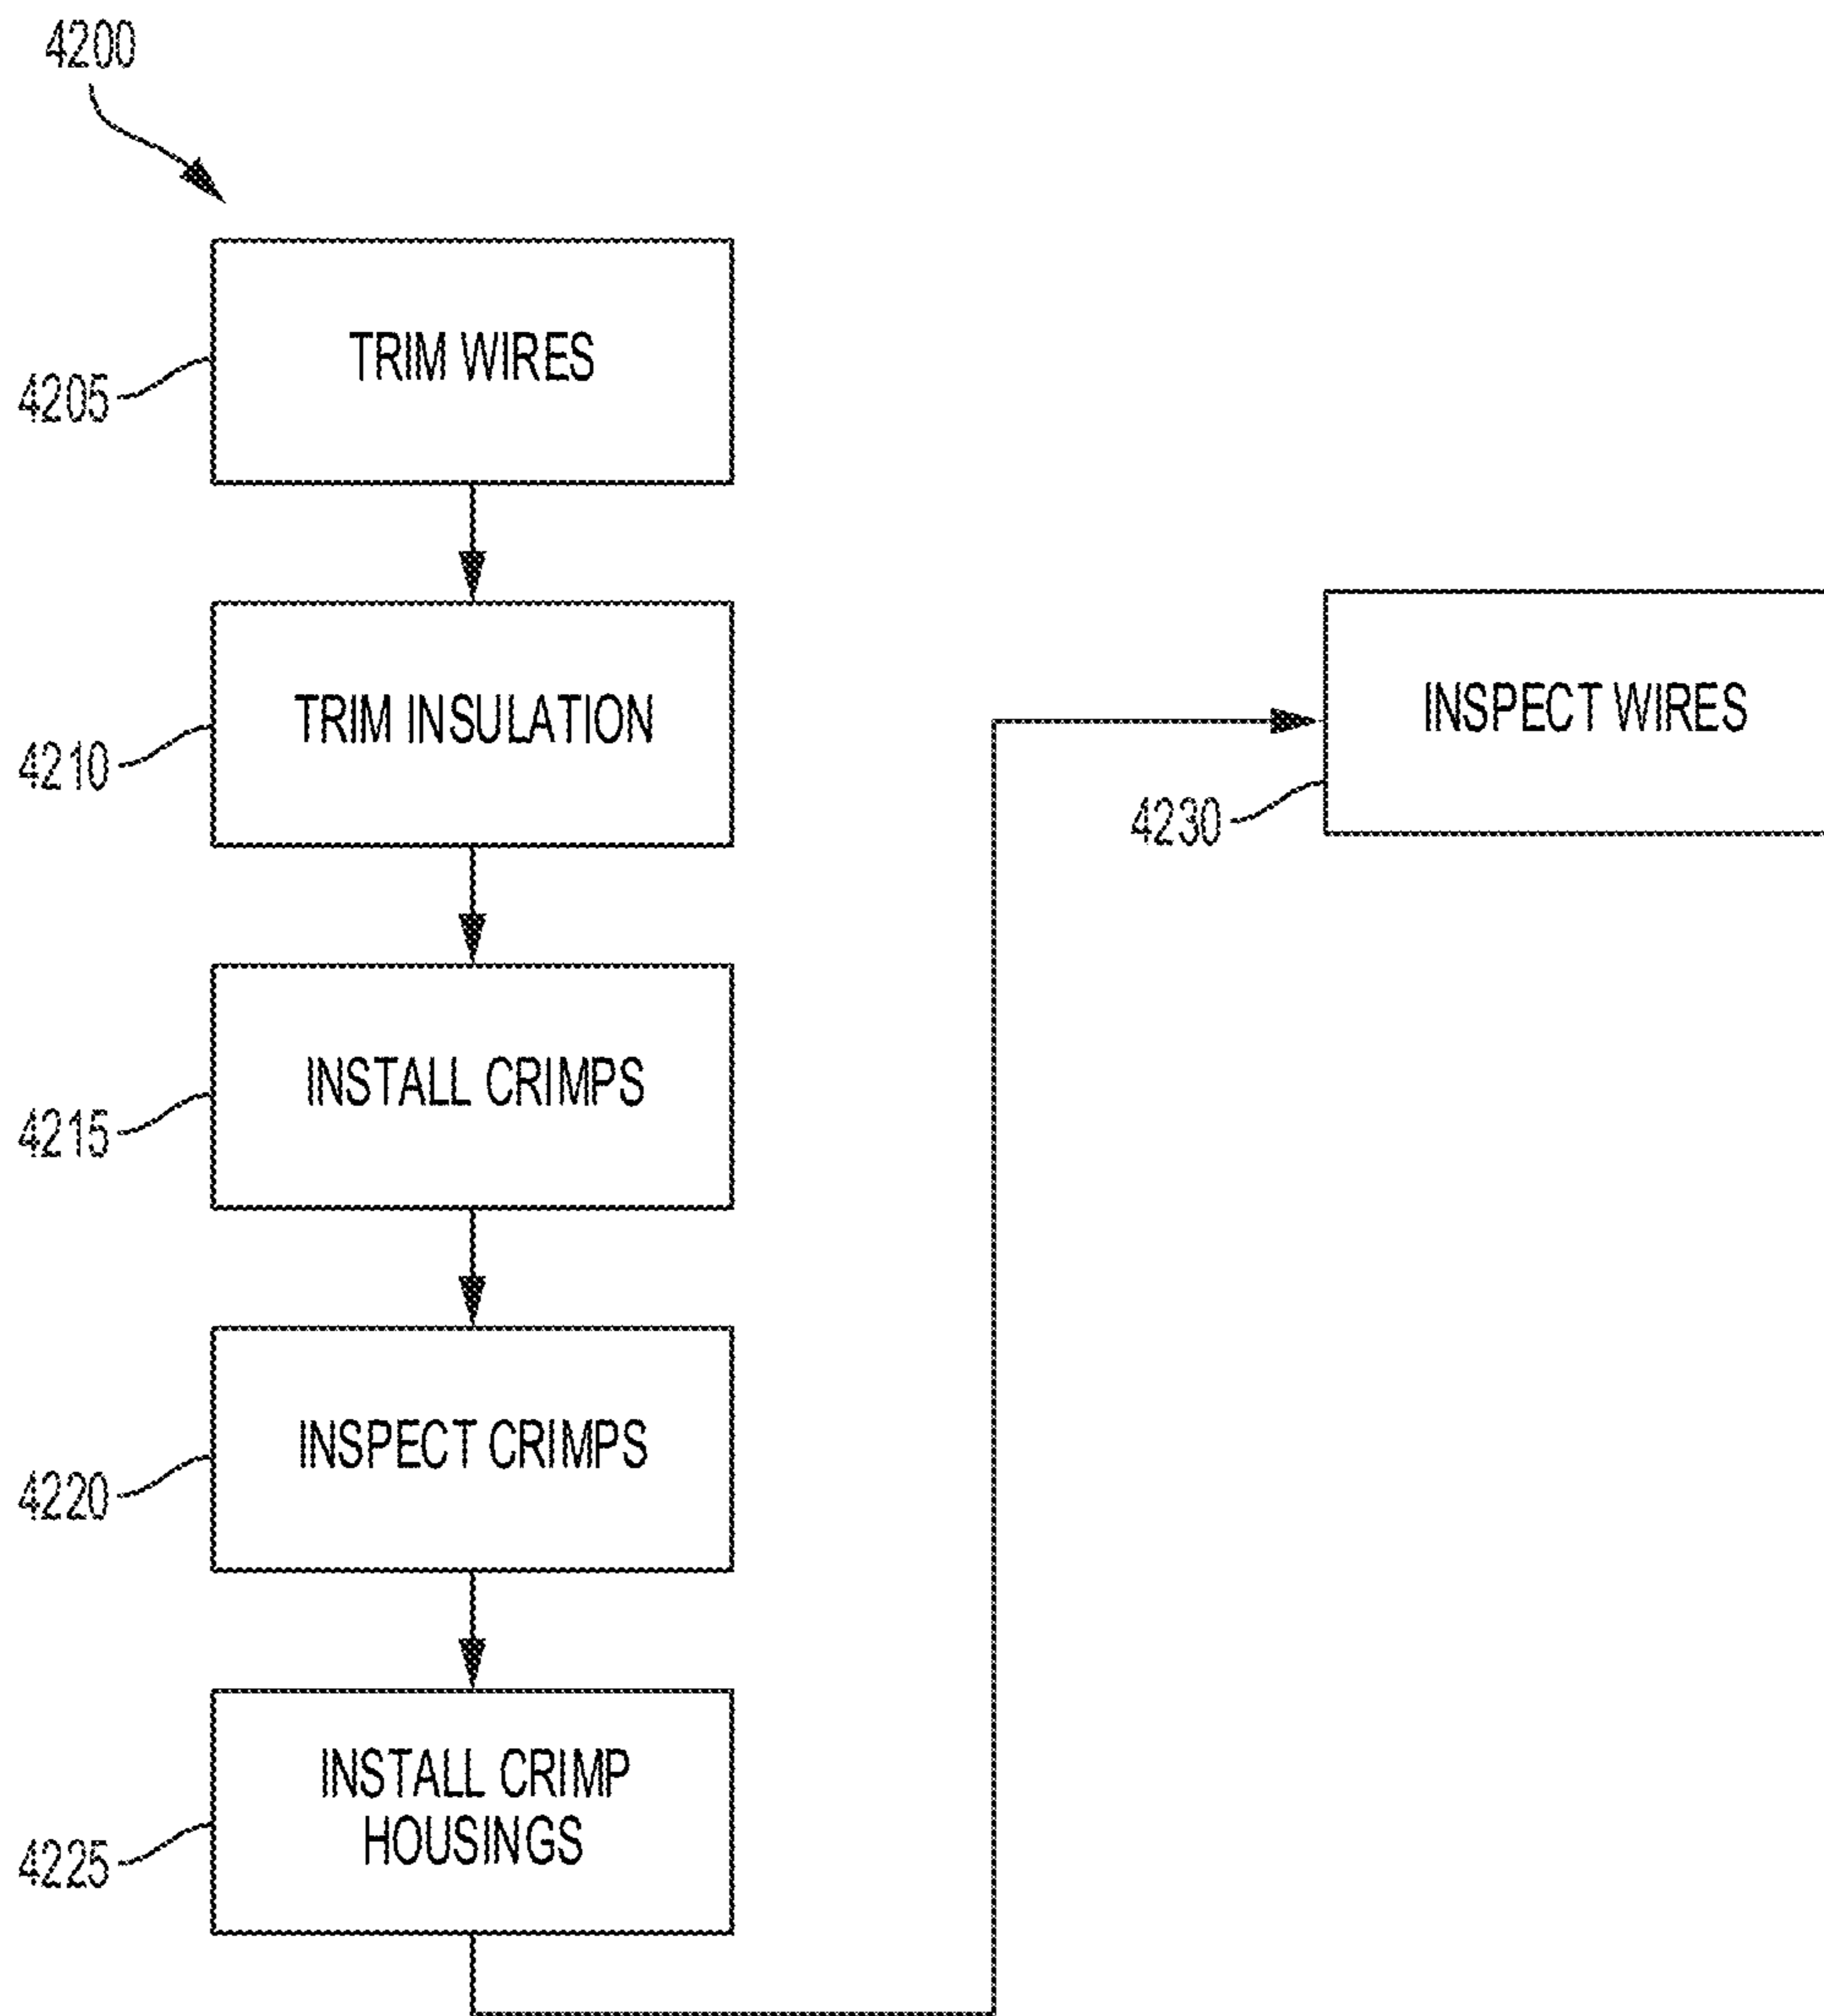 4200
TRIM WIRES
4205
TRIM INSULATION
4210
INSTALL CRIMPS
4215
INSPECT CRIMPS
4220
INSTALL CRIMP
HOUSINGS
4225
INSPECT WIRES
4230